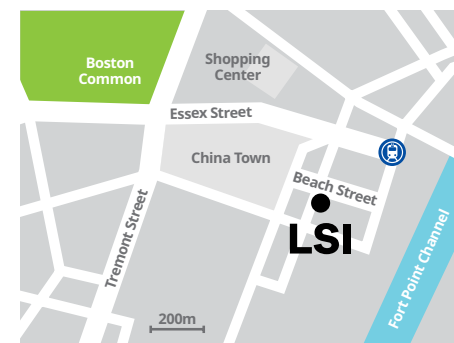 Boston
Common
Shopping
Center
Essex Street
China Town
Beach Street
LSI
Tremont Street
Fort Point Channel
200m